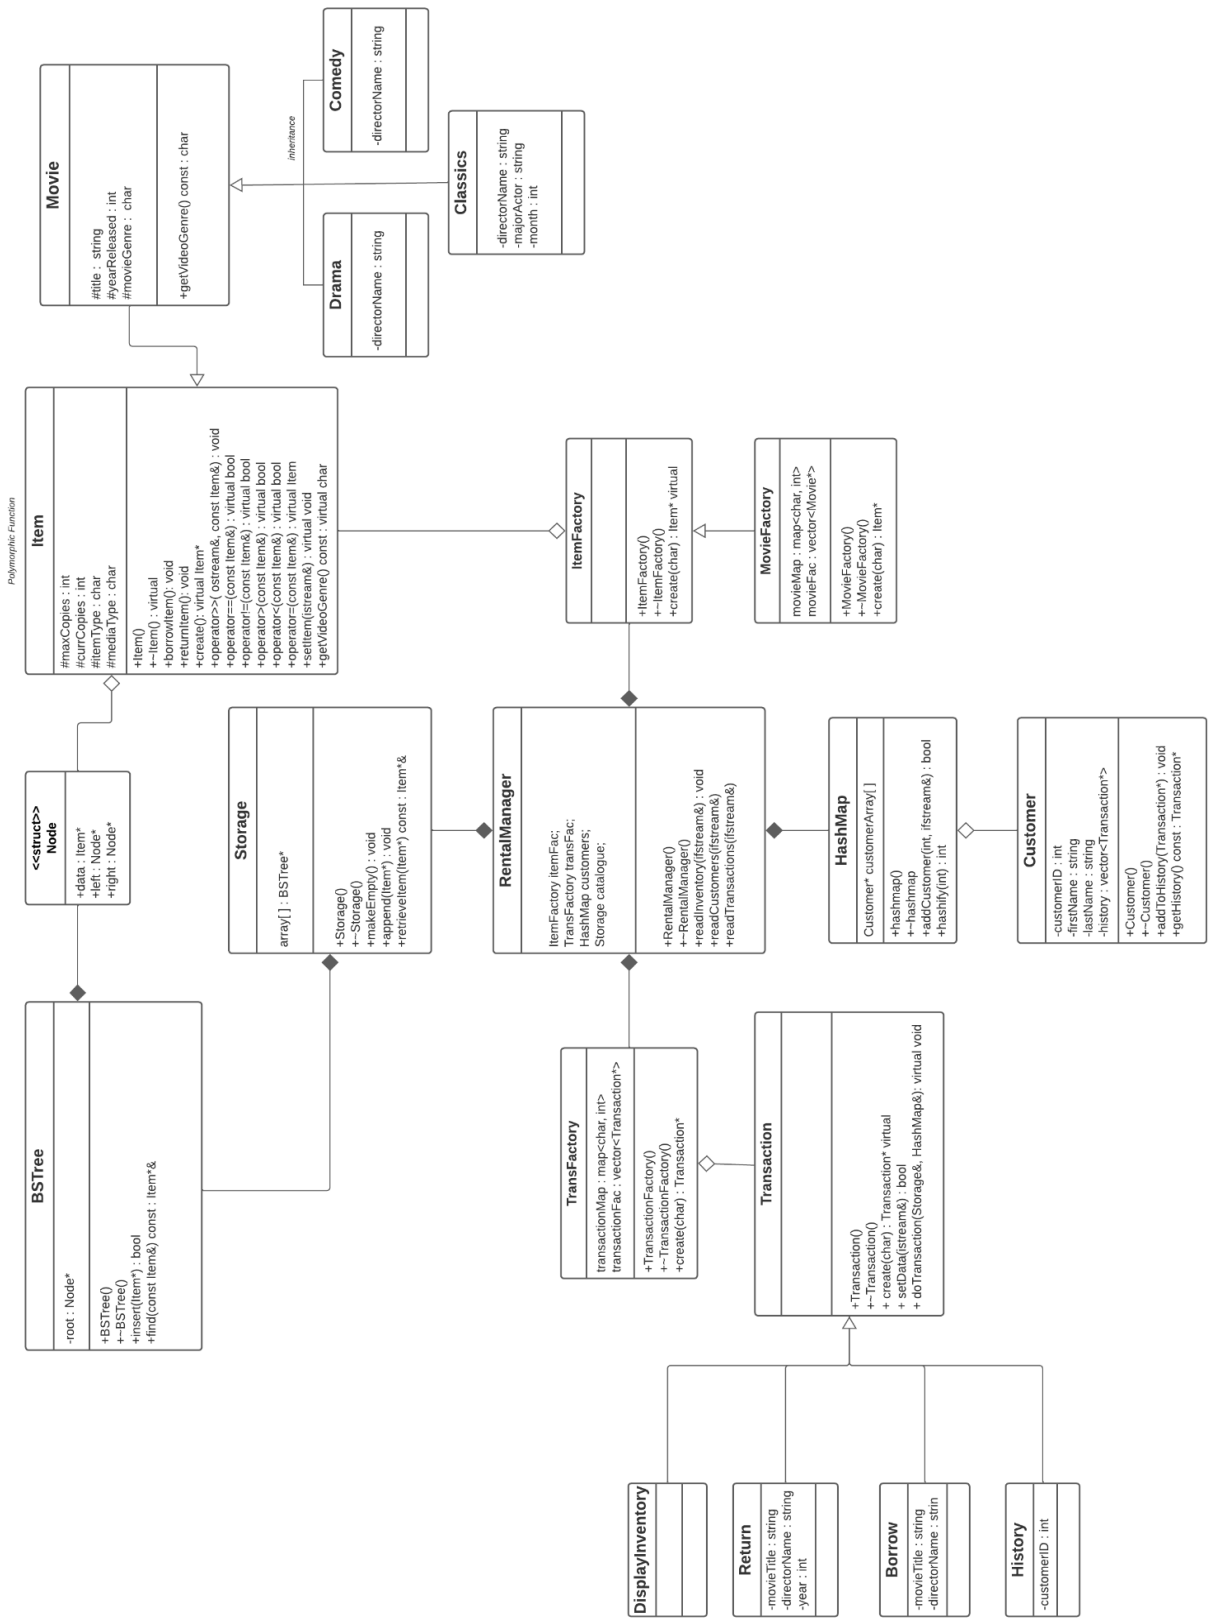 Polymorphic Function
BSTree
-root : Node*
+BSTree()
+~BSTree()
+insert(Item*) : bool
+find(const Item&) const : Item*&
<<struct>>
Node
+data : Item*
+left : Node*
+right : Node*
Item
#maxCopies : int
#currCopies : int
#itemType : char
#mediaType : char
+Item()
+~Item() : virtual
+borrowItem(): void
+returnItem(): void
+create(): virtual Item*
+operator>>( ostream&, const Item&) : void
+operator==(const Item&) : virtual bool
+operator!=(const Item&) : virtual bool
+operator>(const Item&) : virtual bool
+operator<(const Item&) : virtual bool
+operator=(const Item&) : virtual Item
+setItem(istream&) : virtual void
+getVideoGenre() const : virtual char
Movie
#title : string
#yearReleased : int
#movieGenre : char
+getVideoGenre() const : char
inheritance
Storage
array[ ] : BSTree*
+Storage()
+~Storage()
+makeEmpty() : void
+append(Item*) : void
+retrieveItem(Item*) const : Item*&
Drama
-directorName : string
Comedy
-directorName : string
Classics
-directorName : string
-majorActor : string
-month : int
RentalManager
ItemFactory itemFac;
TransFactory transFac;
HashMap customers;
Storage catalogue;
+RentalManager()
+~RentalManager()
+readInventory(ifstream&) : void
+readCustomers(ifstream&)
+readTransactions(ifstream&)
ItemFactory
+ItemFactory()
+~ItemFactory()
+create(char) : Item* virtual
MovieFactory
movieMap : map<char, int>
movieFac : vector<Movie*>
+MovieFactory()
+~MovieFactory()
+create(char) : Item*
TransFactory
transactionMap : map<char, int>
transactionFac : vector<Transaction*>
+TransactionFactory()
+~TransactionFactory()
+create(char) : Transaction*
Transaction
+Transaction()
+~Transaction()
+ create(char) : Transaction* virtual
+ setData(istream&) : bool
+ doTransaction(Storage&, HashMap&): virtual void
HashMap
Customer* customerArray[ ]
+hashmap()
+~hashmap
+addCustomer(int, ifstream&) : bool
+hashify(int) : int
Customer
-customerID : int
-firstName : string
-lastName : string
-history : vector<Transaction*>
+Customer()
+~Customer()
+addToHistory(Transaction*) : void
+getHistory() const : Transaction*
DisplayInventory
Return
-movieTitle : string
-directorName : string
-year : int
Borrow
-movieTitle : string
-directorName : strin
History
-customerID : int